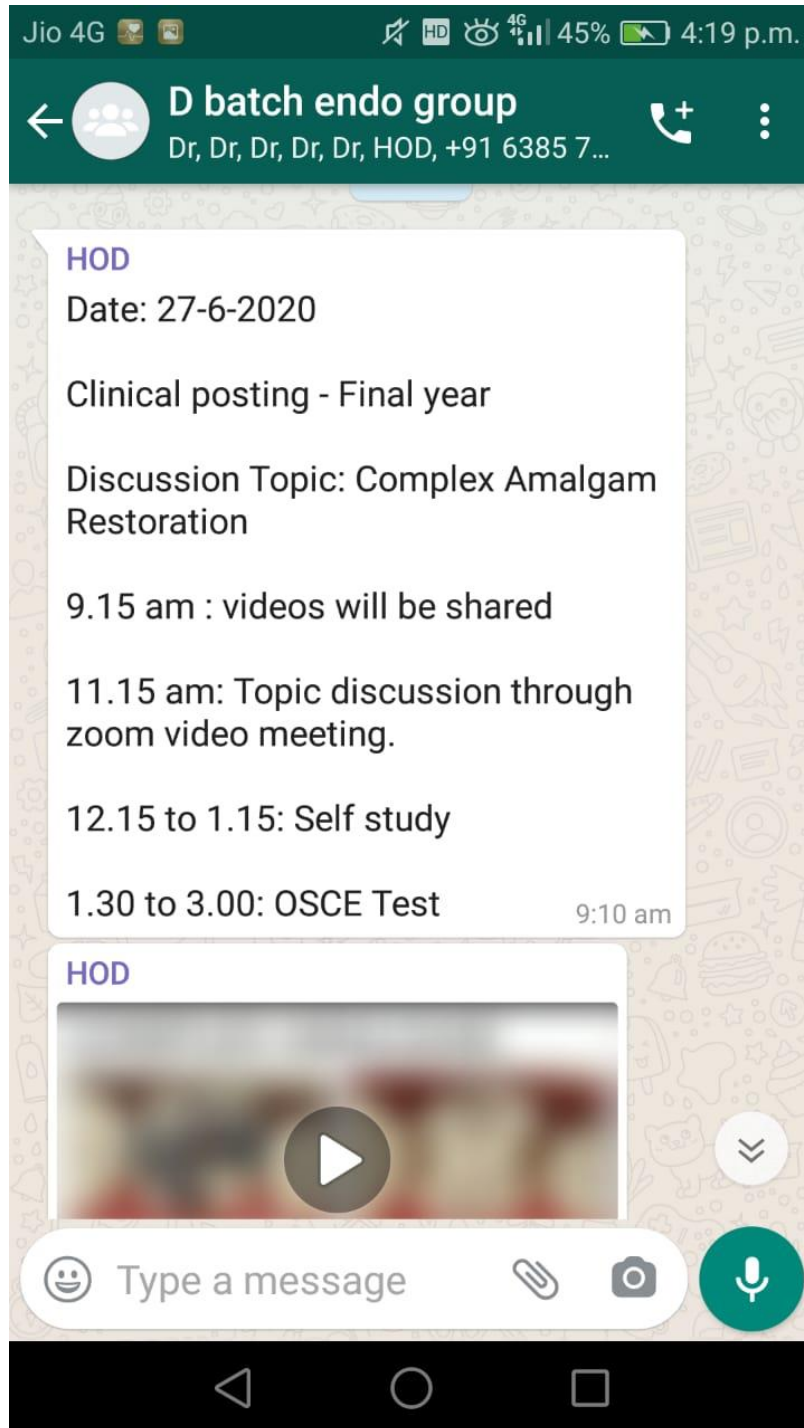 Jio 4G HD 4G 45% 4:19 p.m.
D batch endo group
Dr, Dr, Dr, Dr, Dr, HOD, +91 6385 7...
HOD
Date: 27-6-2020
Clinical posting - Final year
Discussion Topic: Complex Amalgam
Restoration
9.15 am : videos will be shared
11.15 am: Topic discussion through
zoom video meeting.
12.15 to 1.15: Self study
1.30 to 3.00: OSCE Test
9:10 am
HOD
Type a message